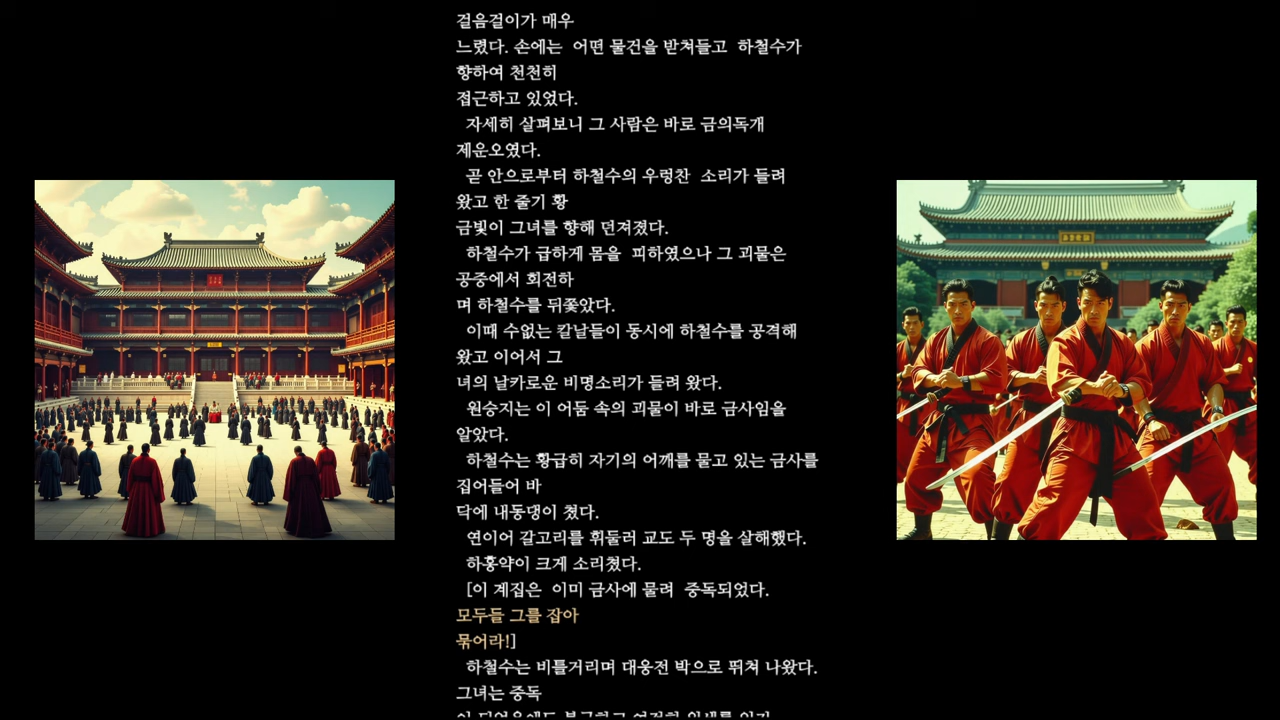 걸음걸이가 매우
느렸다. 손에는 어떤 물건을 받쳐들고 하철수가
향하여 천천히
접근하고 있었다.
자세히 살펴보니 그 사람은 바로 금의독개
제운오였다.
곧 안으로부터 하철수의 우렁찬 소리가 들려
왔고 한 줄기 황
금빛이 그녀를 향해 던져졌다.
하철수가 급하게 몸을 피하였으나 그 괴물은
공중에서 회전하
며 하철수를 뒤쫓았다.
이때 수없는 칼날들이 동시에 하철수를 공격해
왔고 이어서 그
녀의 날카로운 비명소리가 들려 왔다.
원승지는 이 어둠 속의 괴물이 바로 금사임을
알았다.
하철수는 황급히 자기의 어깨를 물고 있는 금사를
집어들어 바
닥에 내동댕이 쳤다.
연이어 갈고리를 휘둘러 교도 두 명을 살해했다.
하홍약이 크게 소리쳤다.
[이 계집은 이미 금사에 물려 중독되었다.
모두들 그를 잡아
묶어라!]
하철수는 비틀거리며 대웅전 밖으로 뛰쳐 나왔다.
그녀는 중독